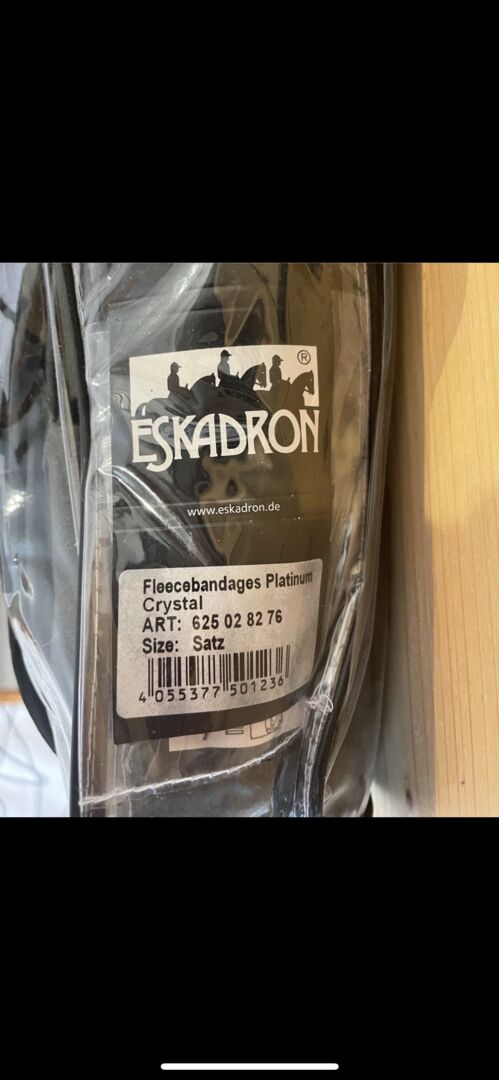 ESKADRON ®
www.eskadron.de
Fleecebandages Platinum
Crystal
ART: 625 02 82 76
Size: Satz
4 055377 501236